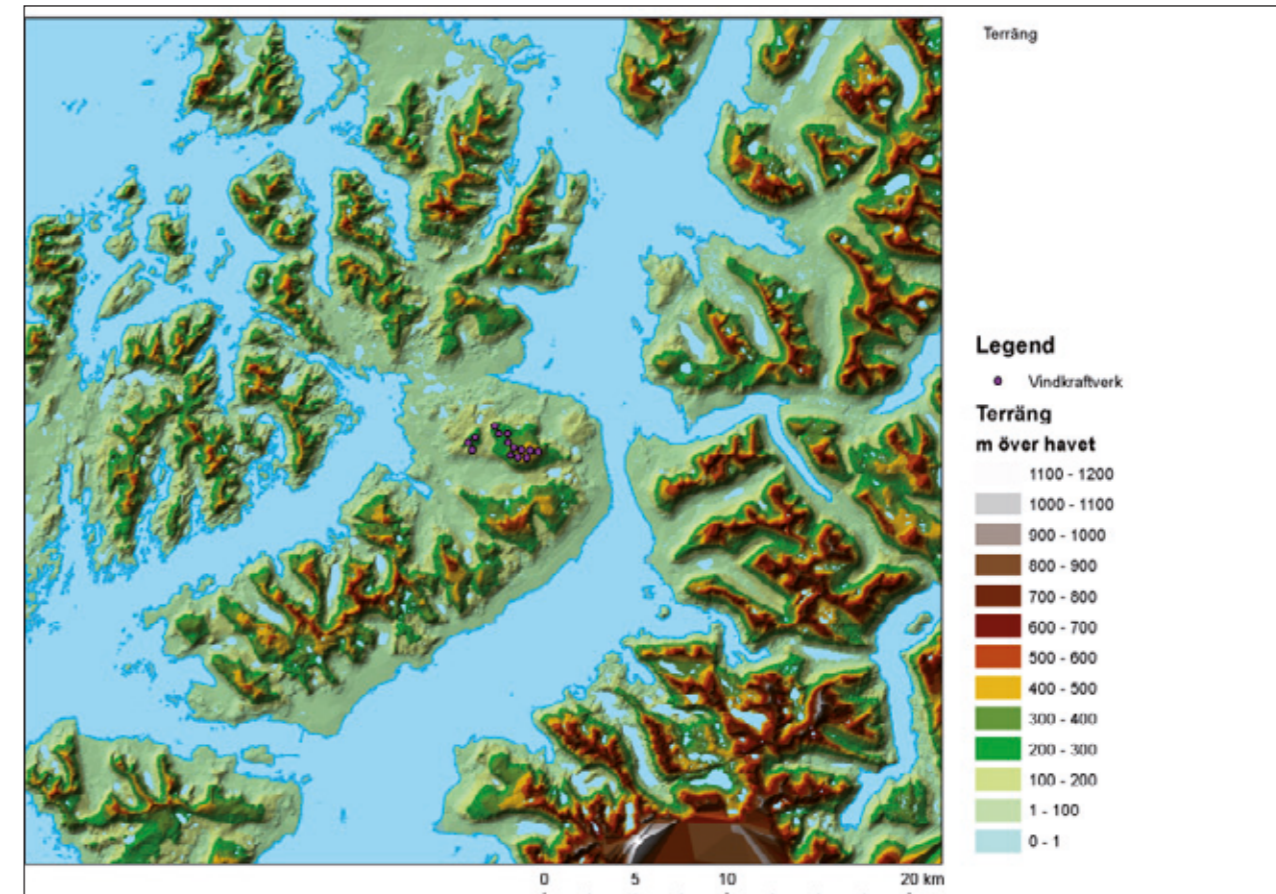 Terräng
Legend
Vindkraftverk
Terräng
m över havet
1100 - 1200
1000 - 1100
900 - 1000
800 - 900
700 - 800
600 - 700
500 - 600
400 - 500
300 - 400
200 - 300
100 - 200
1 - 100
0 - 1
0 5 10 20 km